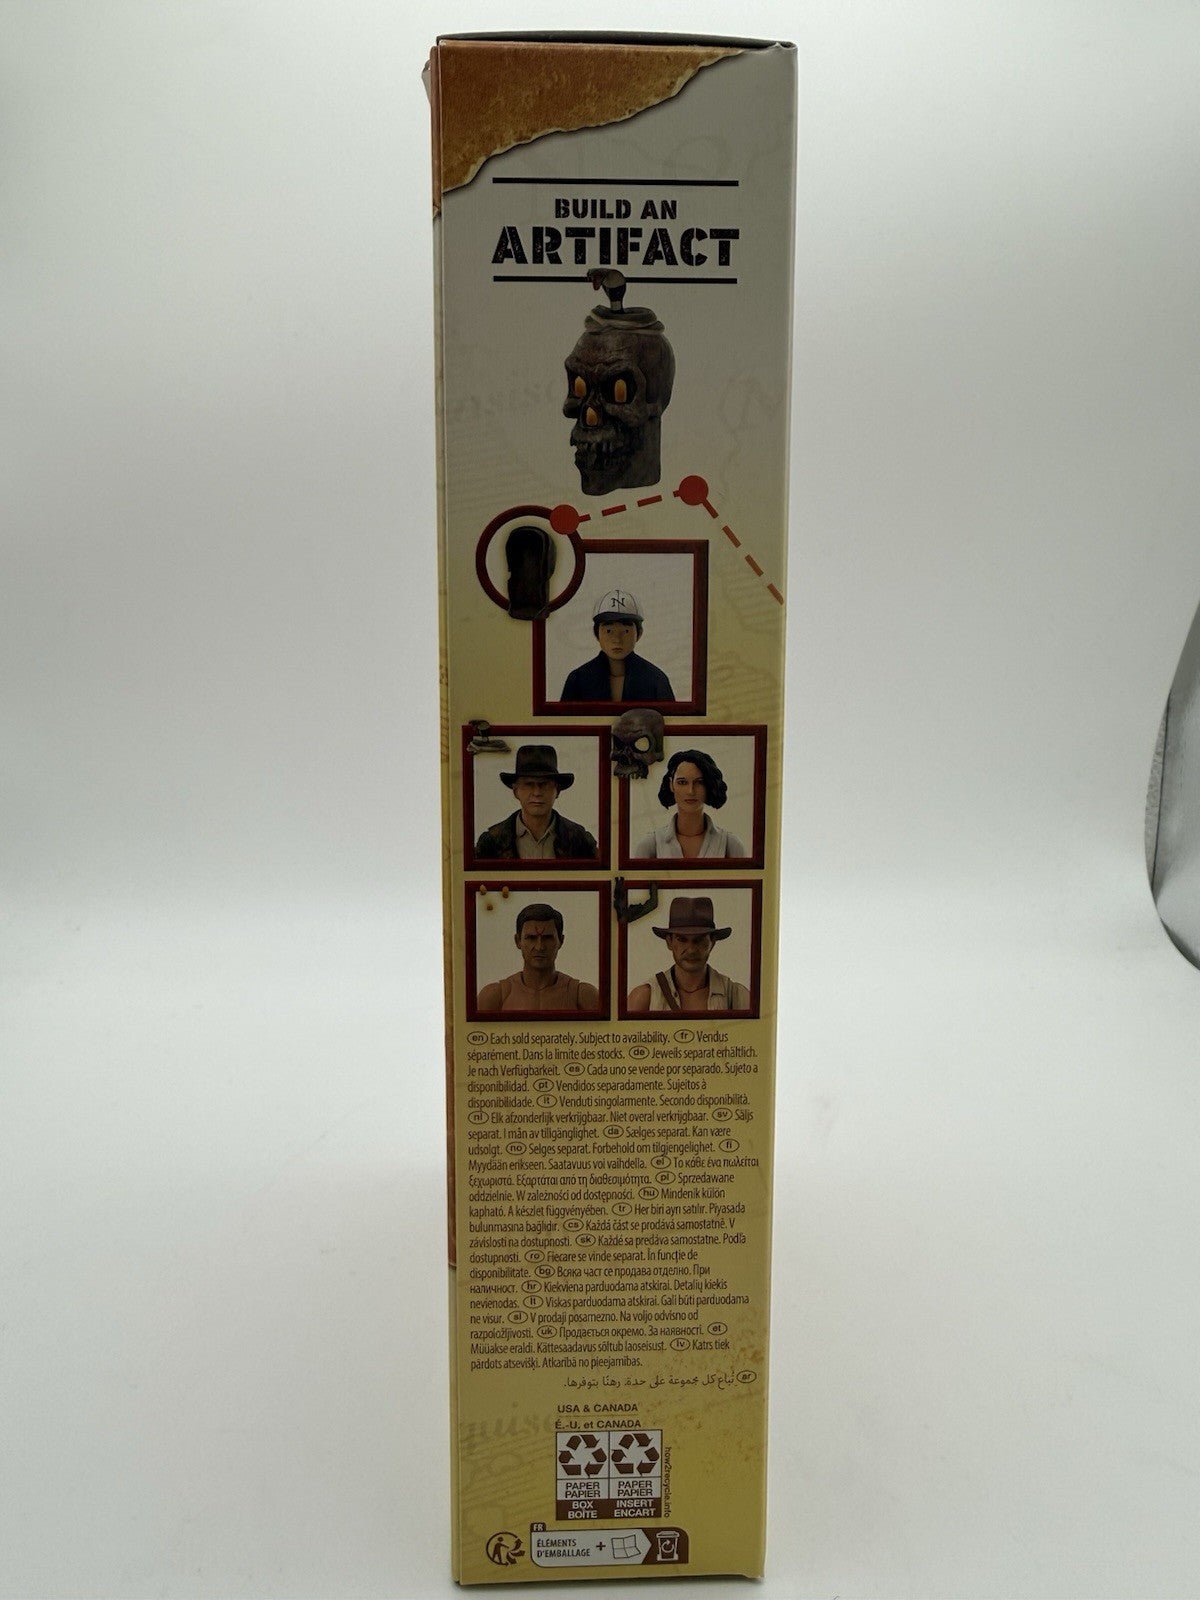 BUILD AN
ARTIFACT
N
en Each sold separately. Subject to availability. fr Vendus
séparément. Dans la limite des stocks. de Jeweils separat erhältlich.
Je nach Verfügbarkeit. es Cada uno se vende por separado. Sujeto a
disponibilidad. pt Vendidos separadamente. Sujeitos à
disponibilidade. it Venduti singolarmente. Secondo disponibilità.
nl Elk afzonderlijk verkrijgbaar. Niet overal verkrijgbaar. sv Säljs
separat. I mån av tillgänglighet. da Sælges separat. Kan være
udsolgt. no Selges separat. Forbehold om tilgjengelighet. fi
Myydään erikseen. Saatavuus voi vaihdella. el Το κάθε ένα πωλείται
ξεχωριστά. Εξαρτάται από τη διαθεσιμότητα. pl Sprzedawane
oddzielnie. W zależności od dostępności. hu Mindenik külön
kapható. A készlet függvényében. tr Her biri ayrı satılır. Piyasada
bulunmasına bağlıdır. cs Každá část se prodává samostatně. V
závislosti na dostupnosti. sk Každé sa predáva samostatne. Podľa
dostupnosti. ro Fiecare se vinde separat. În funcție de
disponibilitate. bg Всяка част се продава отделно. При
наличност. hr Kiekviena parduodama atskirai. Detalių kiekis
nevienodas. lt Viskas parduodama atskirai. Gali būti parduodama
ne visur. sl V prodaji posamezno. Na voljo odvisno od
razpoložljivosti. uk Продається окремо. За наявності. et
Müüakse eraldi. Kättesaadavus sõltub laoseisust. lv Katrs tiek
pārdots atsevišķi. Atkarībā no pieejamības.
ar تُباع كل مجموعة على حدة، رهنًا بتوفرها.
USA & CANADA
É.-U. et CANADA
PAPER PAPER
PAPIER PAPIER
BOX INSERT
BOÎTE ENCART
how2recycle.info
FR
ÉLÉMENTS
D'EMBALLAGE +